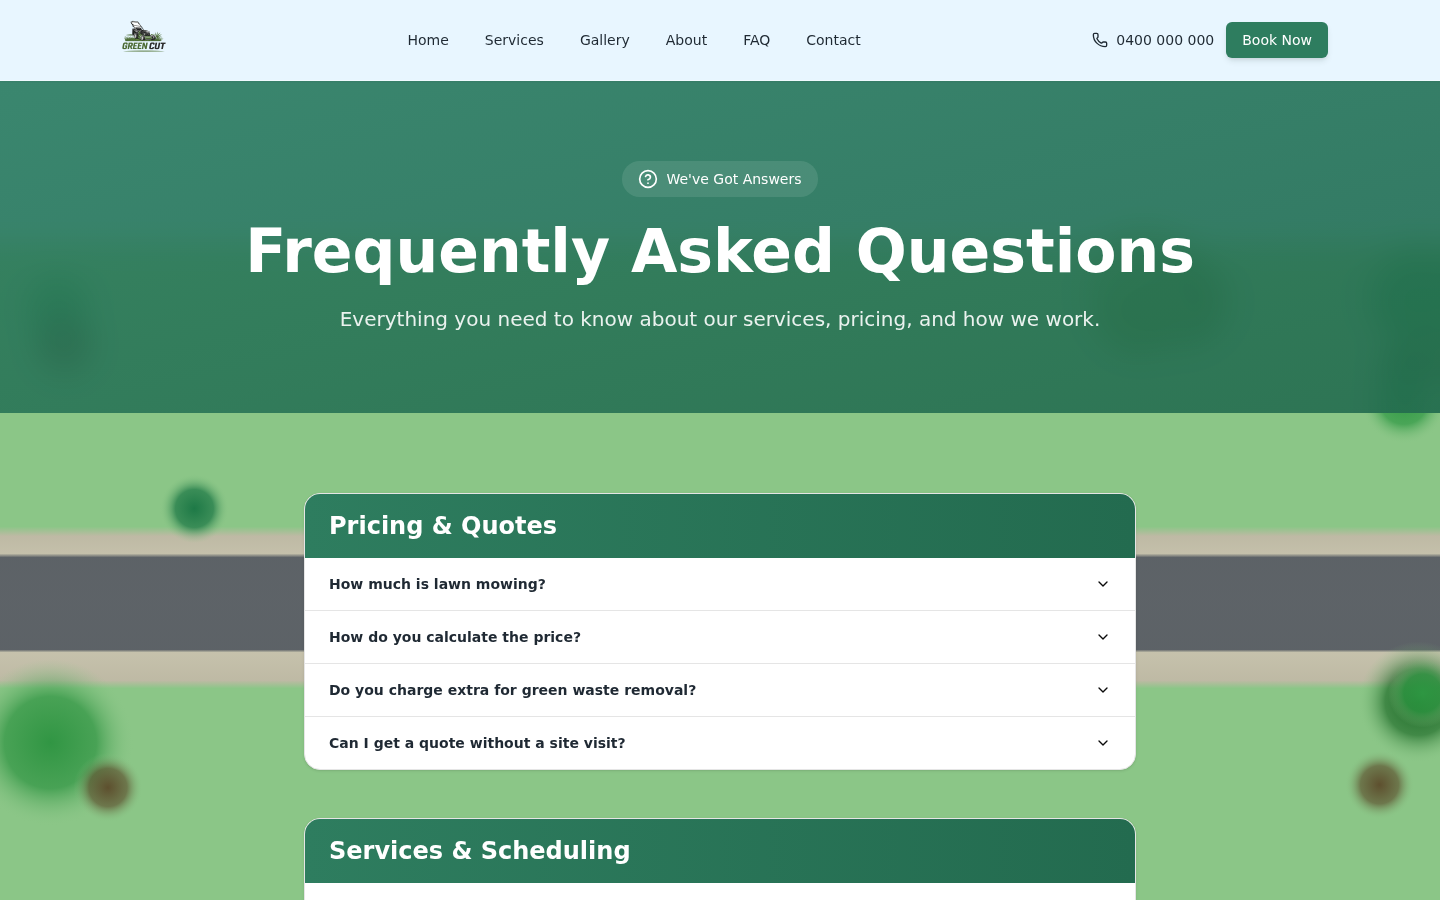 GREEN CUT
Home
Services
Gallery
About
FAQ
Contact
0400 000 000
Book Now
We've Got Answers
Frequently Asked Questions
Everything you need to know about our services, pricing, and how we work.
Pricing & Quotes
How much is lawn mowing?
How do you calculate the price?
Do you charge extra for green waste removal?
Can I get a quote without a site visit?
Services & Scheduling